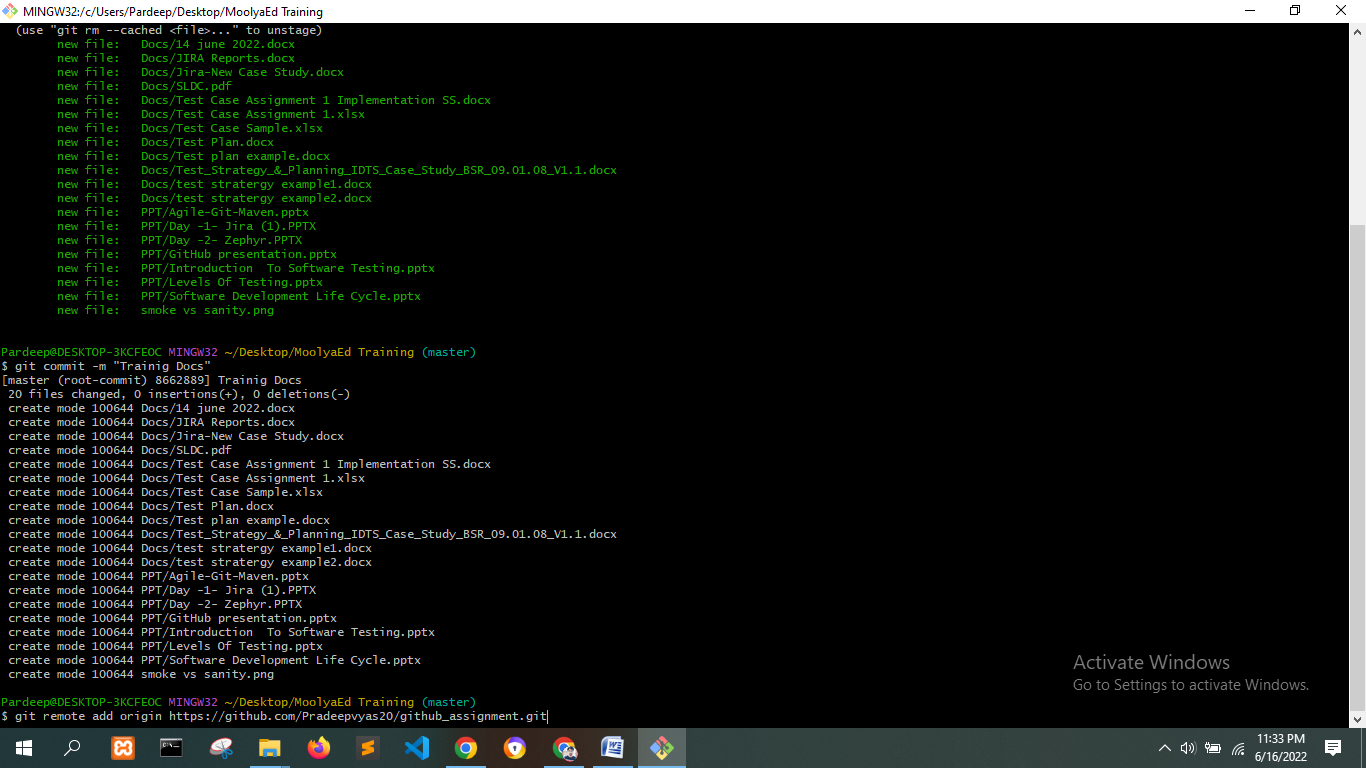 MINGW32:/c/Users/Pardeep/Desktop/MoolyaEd Training
(use "git rm --cached <file>..." to unstage)
new file: Docs/14 june 2022.docx
new file: Docs/JIRA Reports.docx
new file: Docs/Jira-New Case Study.docx
new file: Docs/SLDC.pdf
new file: Docs/Test Case Assignment 1 Implementation SS.docx
new file: Docs/Test Case Assignment 1.xlsx
new file: Docs/Test Case Sample.xlsx
new file: Docs/Test Plan.docx
new file: Docs/Test plan example.docx
new file: Docs/Test_Strategy_&_Planning_IDTS_Case_Study_BSR_09.01.08_V1.1.docx
new file: Docs/test stratergy example1.docx
new file: Docs/test stratergy example2.docx
new file: PPT/Agile-Git-Maven.pptx
new file: PPT/Day -1- Jira (1).PPTX
new file: PPT/Day -2- Zephyr.PPTX
new file: PPT/GitHub presentation.pptx
new file: PPT/Introduction  To Software Testing.pptx
new file: PPT/Levels Of Testing.pptx
new file: PPT/Software Development Life Cycle.pptx
new file: smoke vs sanity.png
Pardeep@DESKTOP-3KCFEOC MINGW32 ~/Desktop/MoolyaEd Training (master)
$ git commit -m "Trainig Docs"
[master (root-commit) 8662889] Trainig Docs
20 files changed, 0 insertions(+), 0 deletions(-)
create mode 100644 Docs/14 june 2022.docx
create mode 100644 Docs/JIRA Reports.docx
create mode 100644 Docs/Jira-New Case Study.docx
create mode 100644 Docs/SLDC.pdf
create mode 100644 Docs/Test Case Assignment 1 Implementation SS.docx
create mode 100644 Docs/Test Case Assignment 1.xlsx
create mode 100644 Docs/Test Case Sample.xlsx
create mode 100644 Docs/Test Plan.docx
create mode 100644 Docs/Test plan example.docx
create mode 100644 Docs/Test_Strategy_&_Planning_IDTS_Case_Study_BSR_09.01.08_V1.1.docx
create mode 100644 Docs/test stratergy example1.docx
create mode 100644 Docs/test stratergy example2.docx
create mode 100644 PPT/Agile-Git-Maven.pptx
create mode 100644 PPT/Day -1- Jira (1).PPTX
create mode 100644 PPT/Day -2- Zephyr.PPTX
create mode 100644 PPT/GitHub presentation.pptx
create mode 100644 PPT/Introduction  To Software Testing.pptx
create mode 100644 PPT/Levels Of Testing.pptx
create mode 100644 PPT/Software Development Life Cycle.pptx
create mode 100644 smoke vs sanity.png
Pardeep@DESKTOP-3KCFEOC MINGW32 ~/Desktop/MoolyaEd Training (master)
$ git remote add origin https://github.com/Pradeepvyas20/github_assignment.git
Activate Windows
Go to Settings to activate Windows.
11:33 PM
6/16/2022